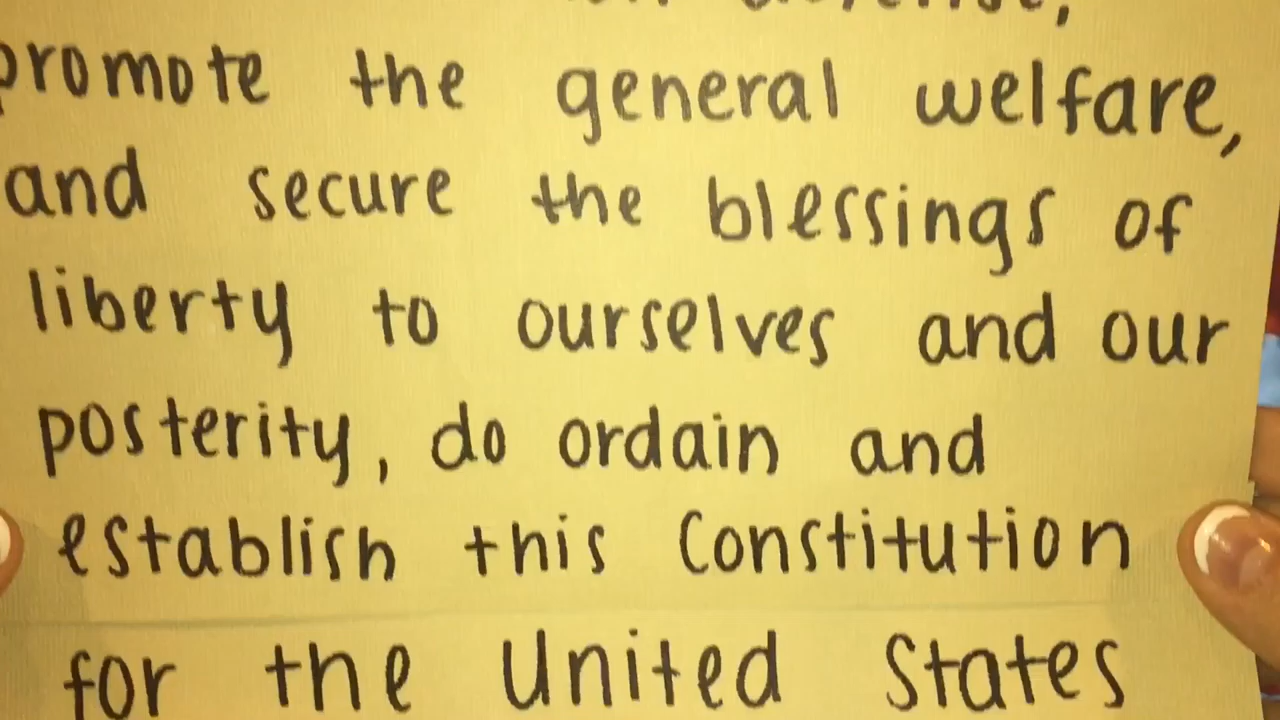 promote the general welfare,
and secure the blessings of
liberty to ourselves and our
posterity, do ordain and
establish this Constitution
for the United States